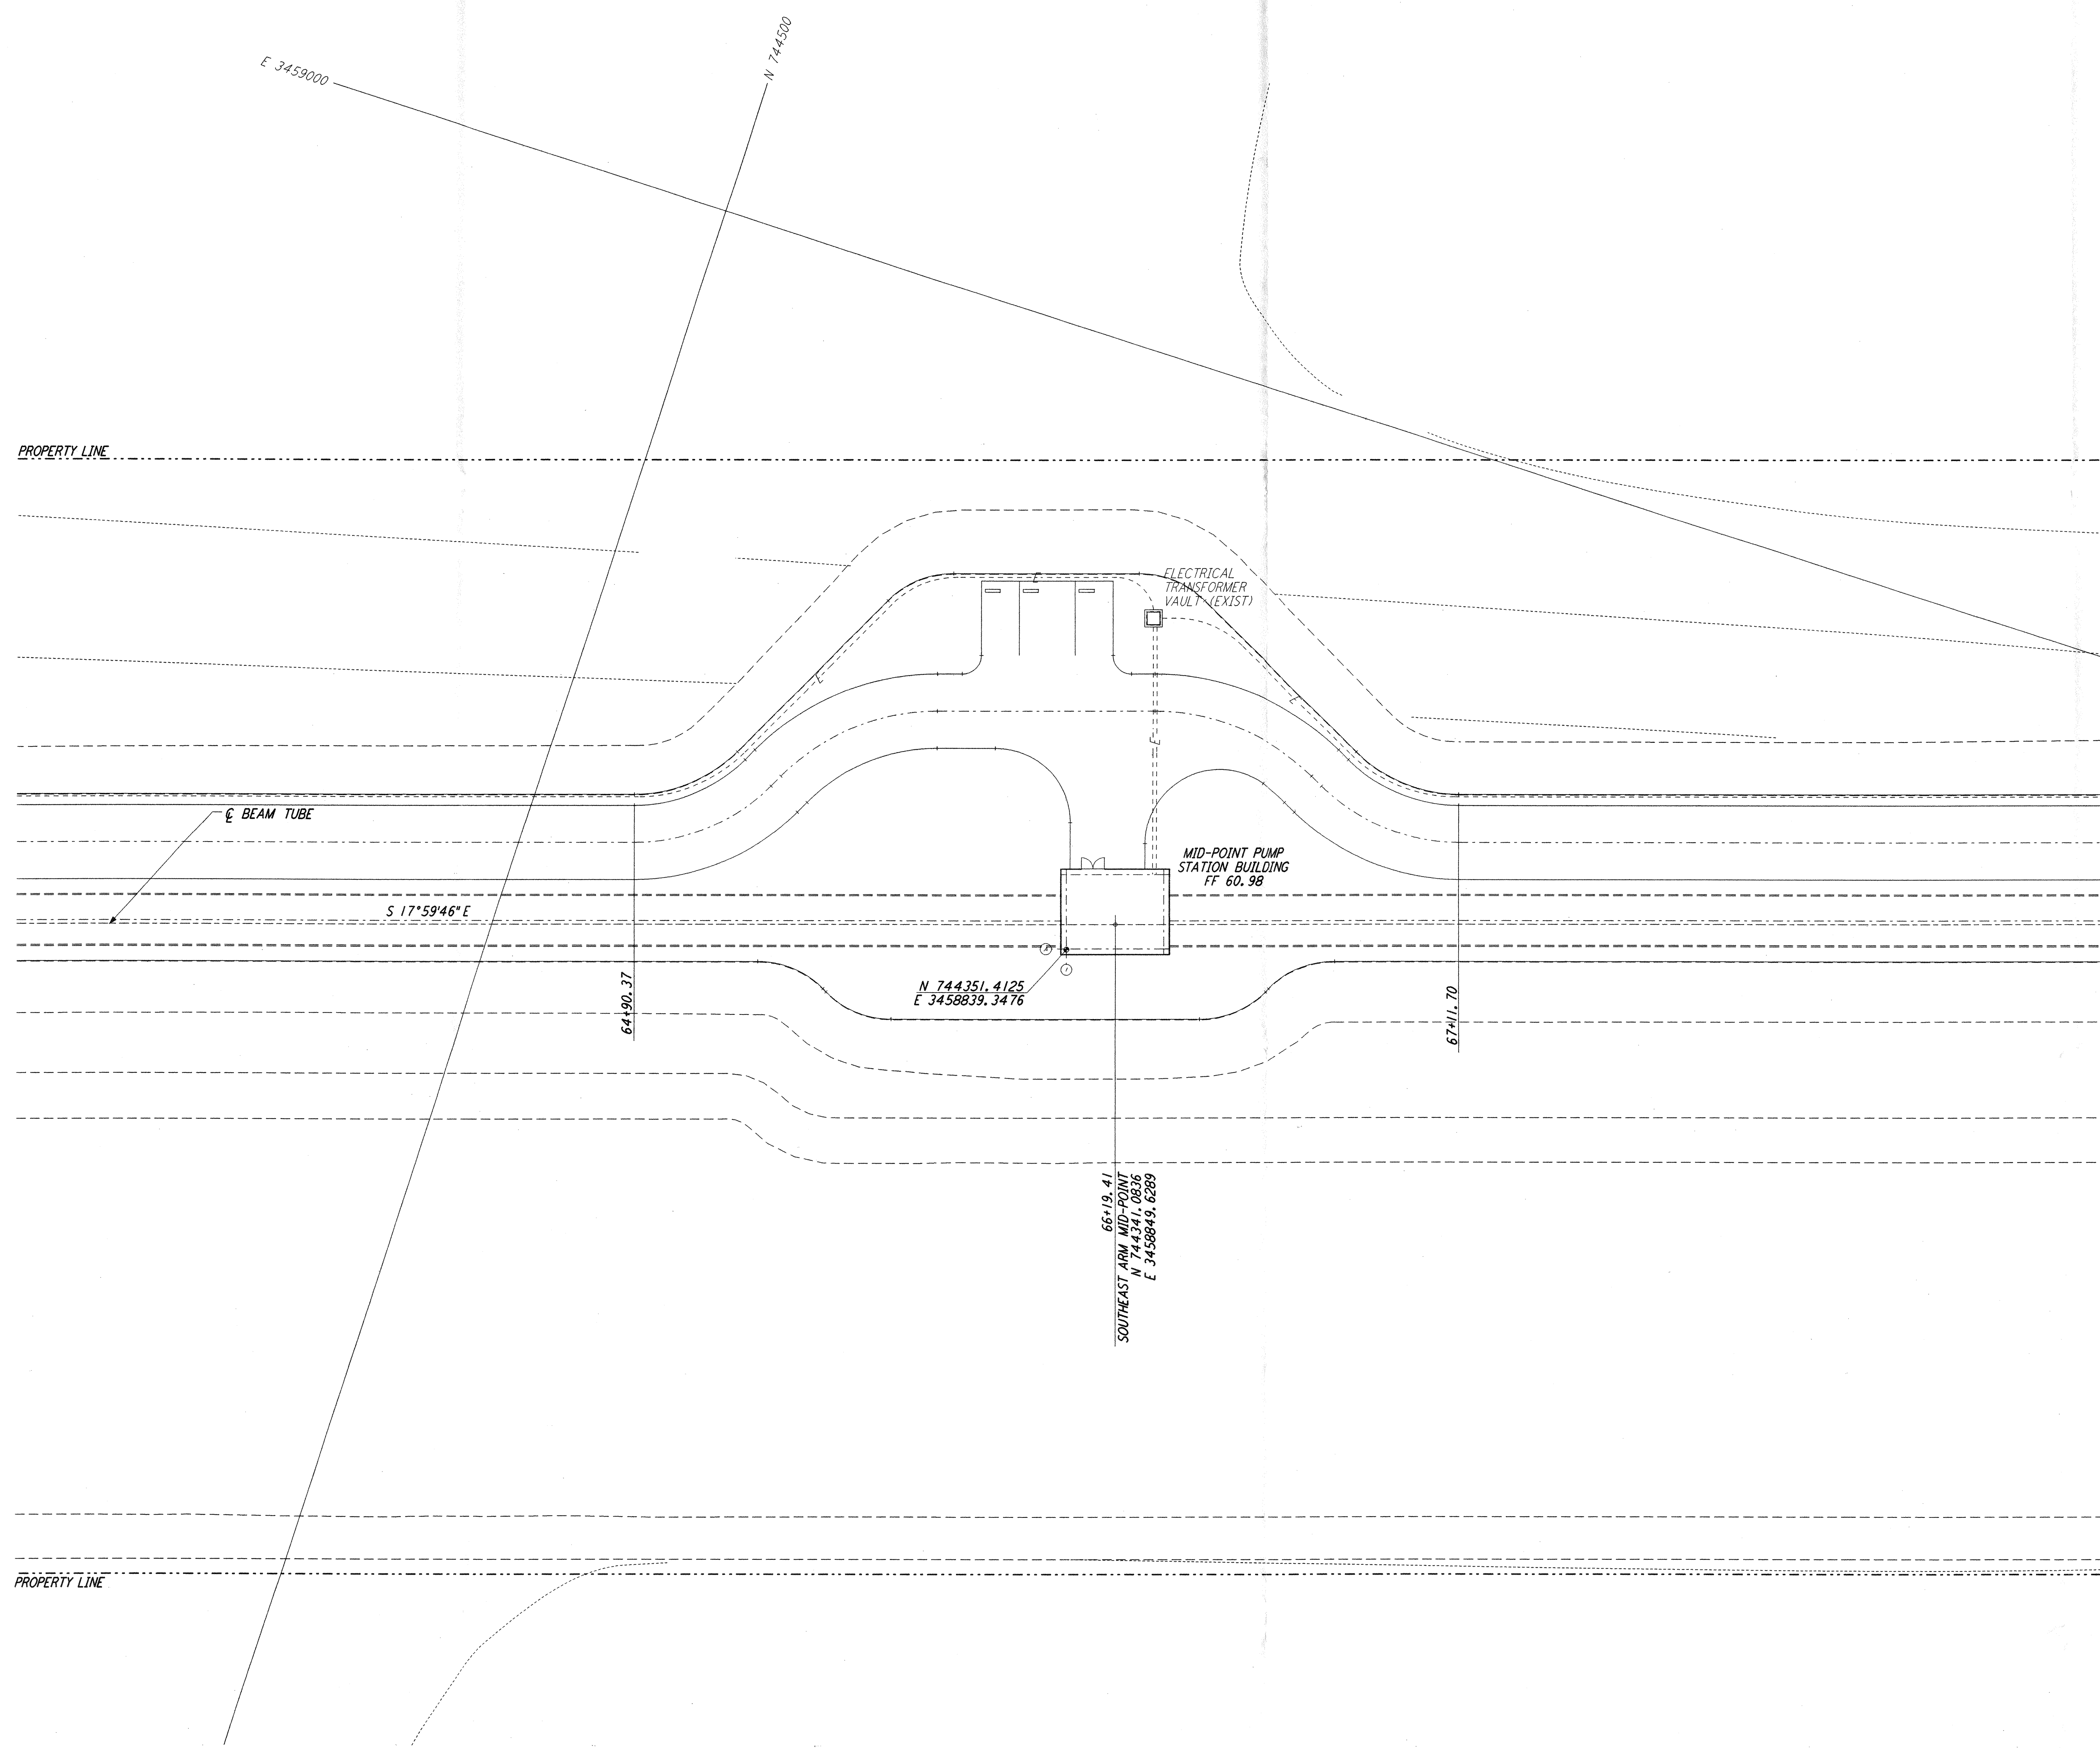 E 3459000
N 744500
PROPERTY LINE
ELECTRICAL
TRANSFORMER
VAULT (EXIST)
℄ BEAM TUBE
MID-POINT PUMP
STATION BUILDING
FF 60.98
S 17°59'46" E
N 744351.4125
E 3458839.3476
64+90.37
67+11.70
66+19.41
SOUTHEAST ARM MID-POINT
N 744341.0836
E 3458849.6289
PROPERTY LINE